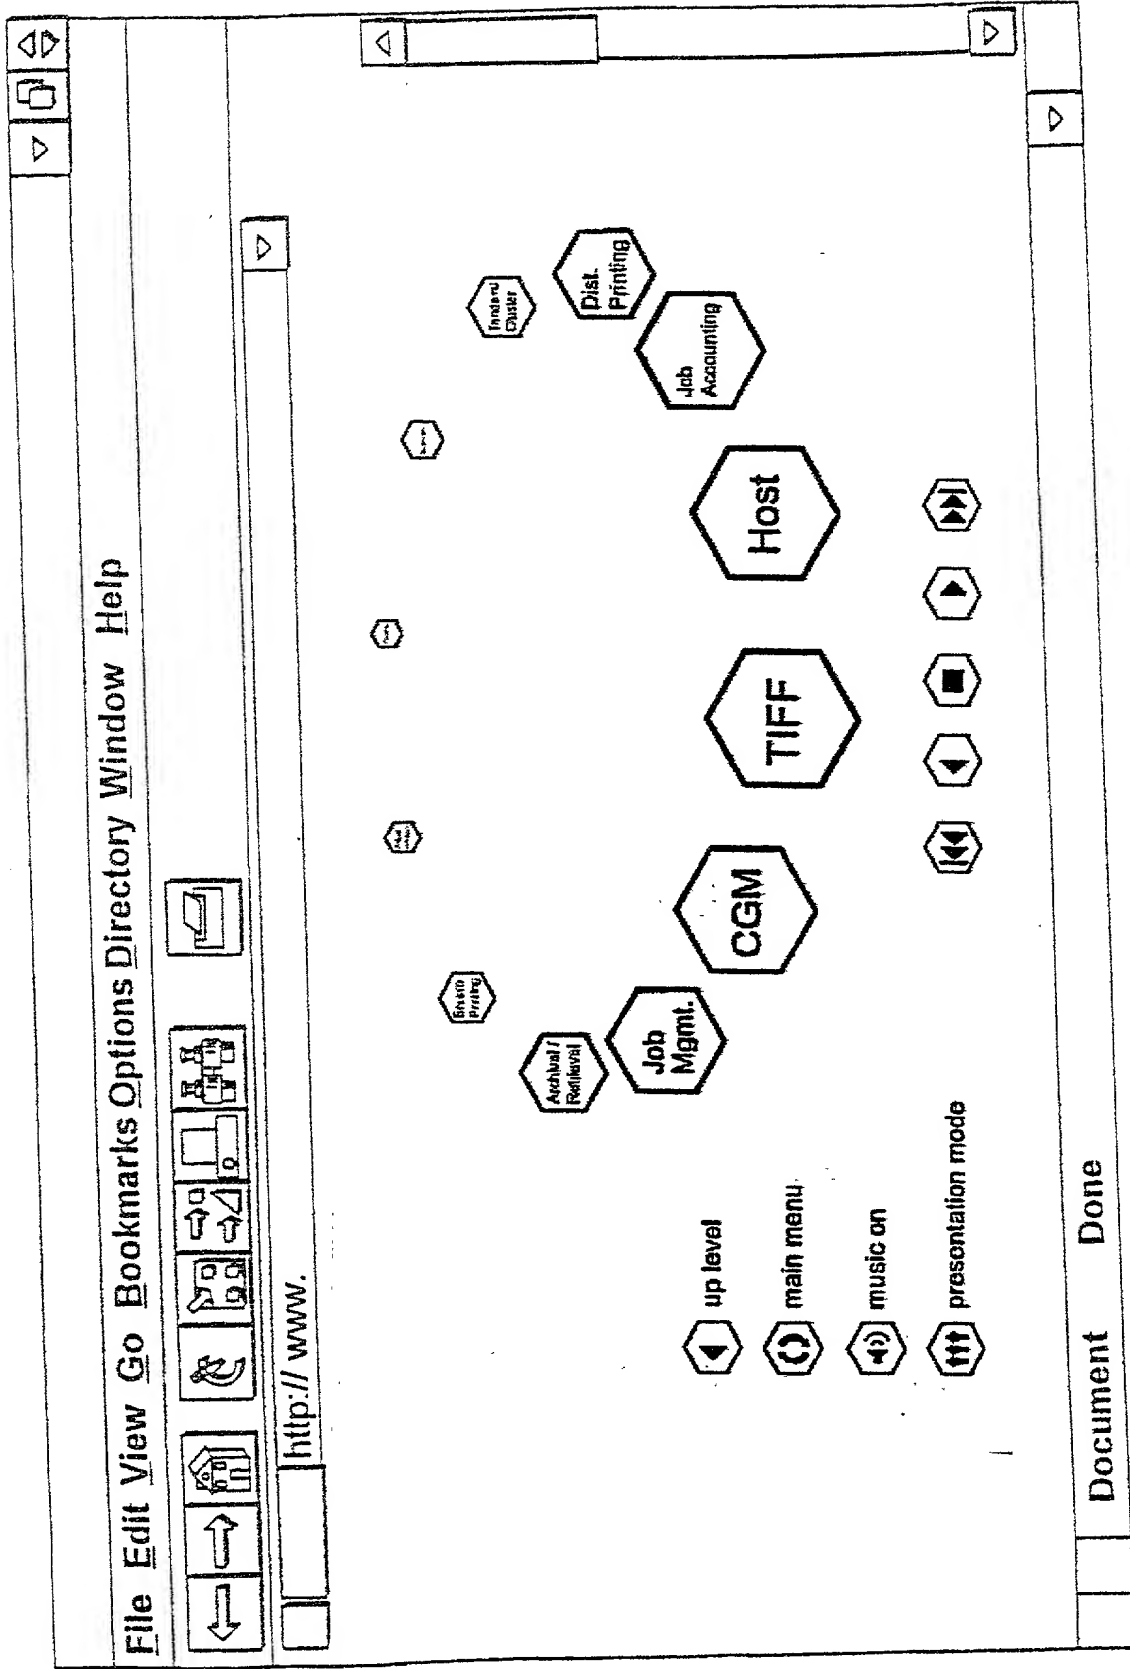 File Edit View Go Bookmarks Options Directory Window Help
http:// www.
Dist.
Printing
Archival /
Retrieval
Job
Accounting
Job
Mgmt.
CGM
TIFF
Host
up level
main menu
music on
presentation mode
Document Done